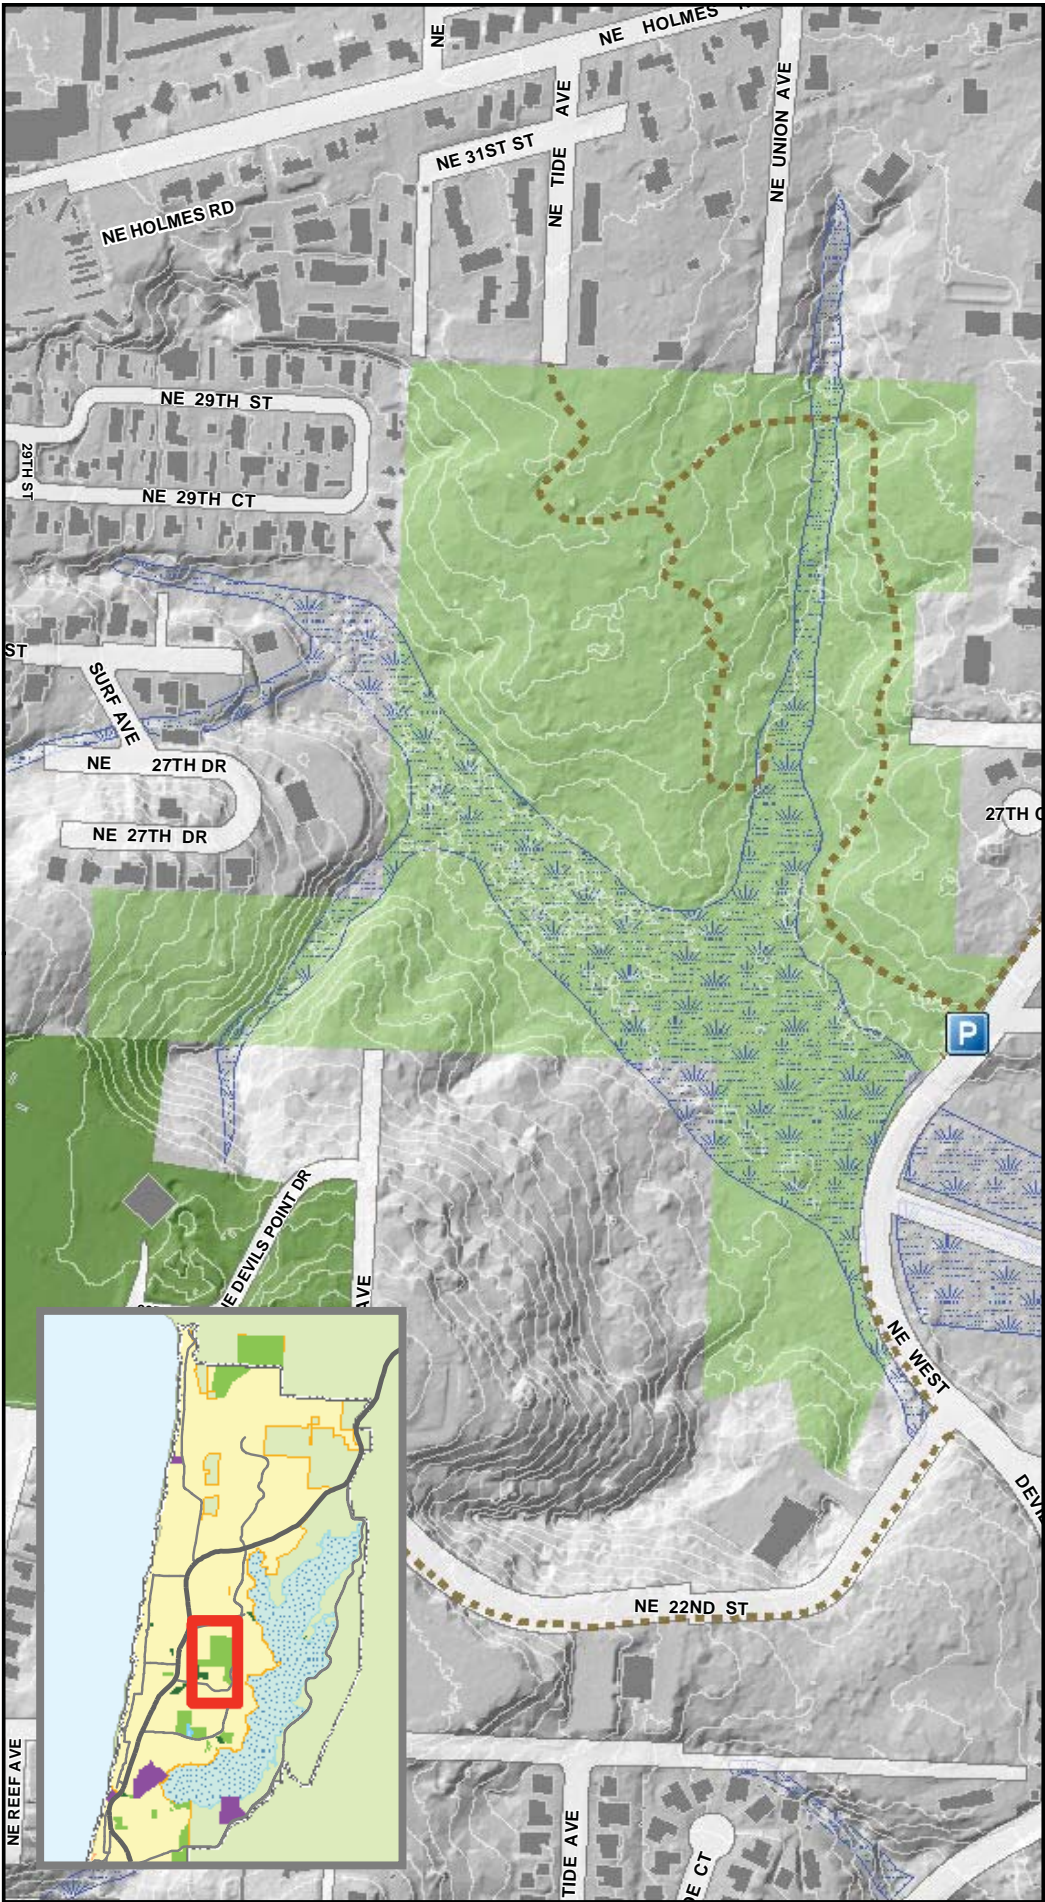 NE
NE HOLMES
NE TIDE AVE
NE UNION AVE
NE 31ST ST
NE HOLMES RD
NE 29TH ST
29TH ST
NE 29TH CT
ST
SURF AVE
NE 27TH DR
27TH C
NE 27TH DR
P
NE DEVILS POINT DR
AVE
NE WEST
DEVI
NE 22ND ST
NE REEF AVE
TIDE AVE
DE CT